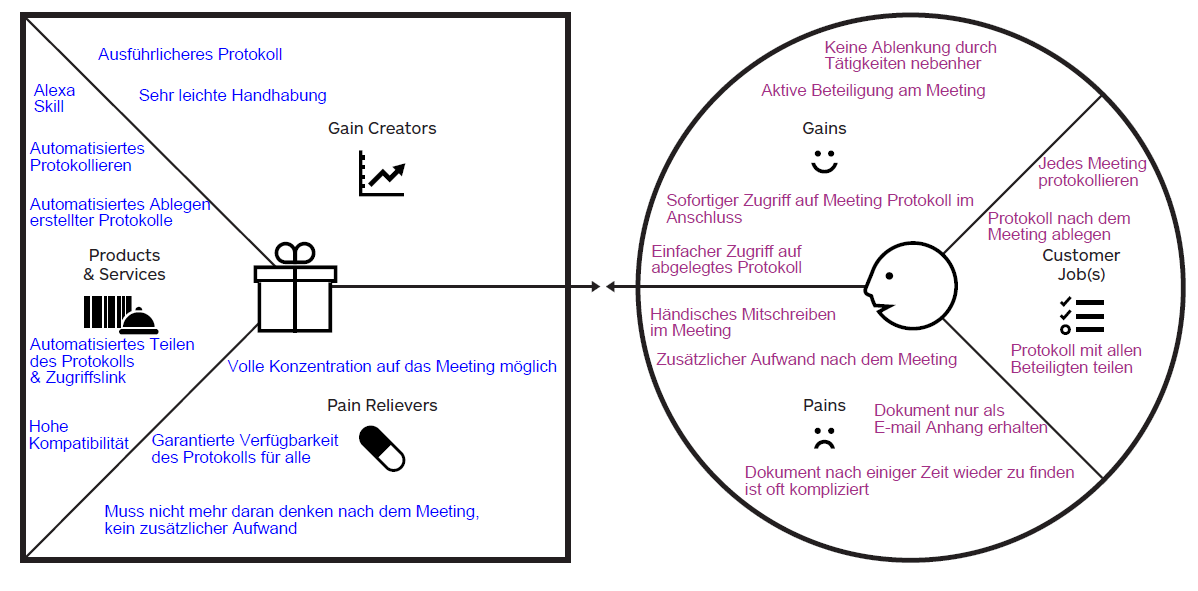 Ausführlicheres Protokoll
Sehr leichte Handhabung
Gain Creators
Alexa
Skill
Automatisiertes
Protokollieren
Automatisiertes Ablegen
erstellter Protokolle
Products
& Services
Automatisiertes Teilen
des Protokolls
& Zugriffslink
Hohe
Kompatibilität
Volle Konzentration auf das Meeting möglich
Pain Relievers
Garantierte Verfügbarkeit
des Protokolls für alle
Muss nicht mehr daran denken nach dem Meeting,
kein zusätzlicher Aufwand
Keine Ablenkung durch
Tätigkeiten nebenher
Aktive Beteiligung am Meeting
Gains
Sofortiger Zugriff auf Meeting Protokoll im
Anschluss
Einfacher Zugriff auf
abgelegtes Protokoll
Jedes Meeting
protokollieren
Protokoll nach dem
Meeting ablegen
Customer
Job(s)
Protokoll mit allen
Beteiligten teilen
Händisches Mitschreiben
im Meeting
Zusätzlicher Aufwand nach dem Meeting
Pains
Dokument nur als
E-mail Anhang erhalten
Dokument nach einiger Zeit wieder zu finden
ist oft kompliziert